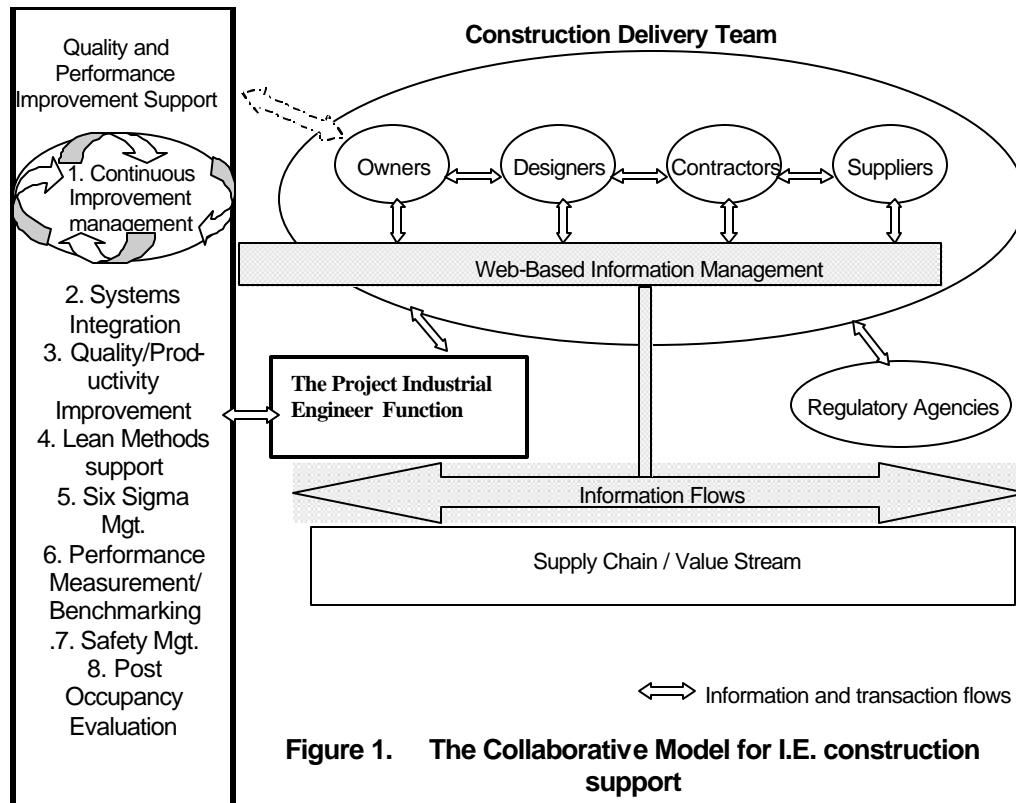 Quality and
Performance
Improvement Support
1. Continuous
Improvement
management
2. Systems
Integration
3. Quality/Prod-
uctivity
Improvement
4. Lean Methods
support
5. Six Sigma
Mgt.
6. Performance
Measurement/
Benchmarking
.7. Safety Mgt.
8. Post
Occupancy
Evaluation
Construction Delivery Team
Owners
Designers
Contractors
Suppliers
Web-Based Information Management
The Project Industrial
Engineer Function
Regulatory Agencies
Information Flows
Supply Chain / Value Stream
Information and transaction flows
Figure 1. The Collaborative Model for I.E. construction
support